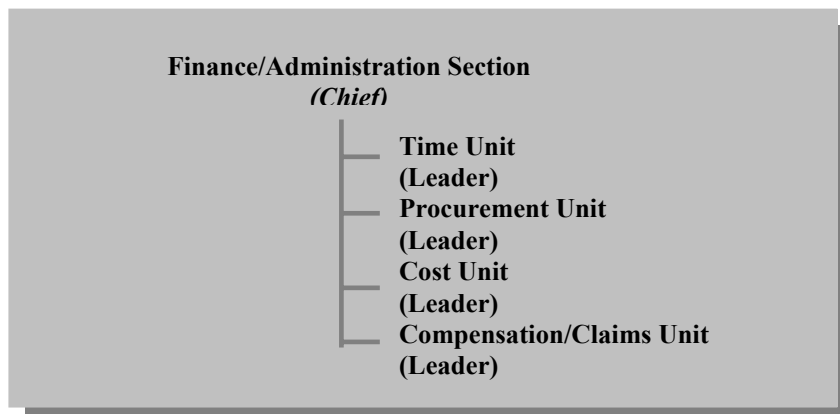 Finance/Administration Section
(Chief)
Time Unit
(Leader)
Procurement Unit
(Leader)
Cost Unit
(Leader)
Compensation/Claims Unit
(Leader)